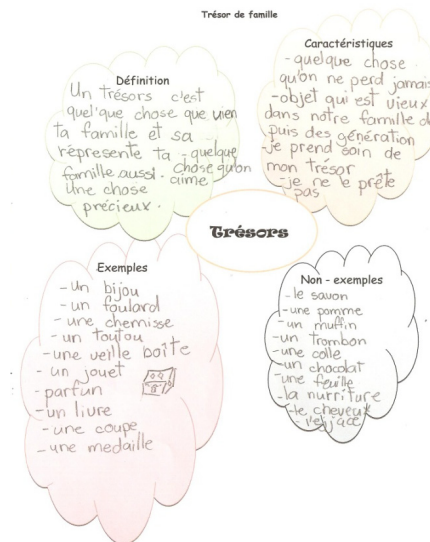 Trésor de famille
Définition
Un trésors c'est
quel'que chose que vien
ta famille et sa
réprésente ta
famille aussi.
Une chose
précieux.
-quelque
chose qu'on
aime
Caractéristiques
-quelque chose
qu'on ne perd jamais
-objet qui est vieux
dans notre famille de
puis des génération
-je prend soin de
mon trésor
-je ne le prête
pas
Trésors
Exemples
-un bijou
-un foulard
-une chemisse
-un toutou
-une veille boîte
-un jouet
-parfun
-un livre
-une coupe
-une medaille
Non - exemples
-le savon
-une pomme
-un muffin
-un trombon
-une colle
-un chocolat
-une feuille
-la nurriture
-le cheveux